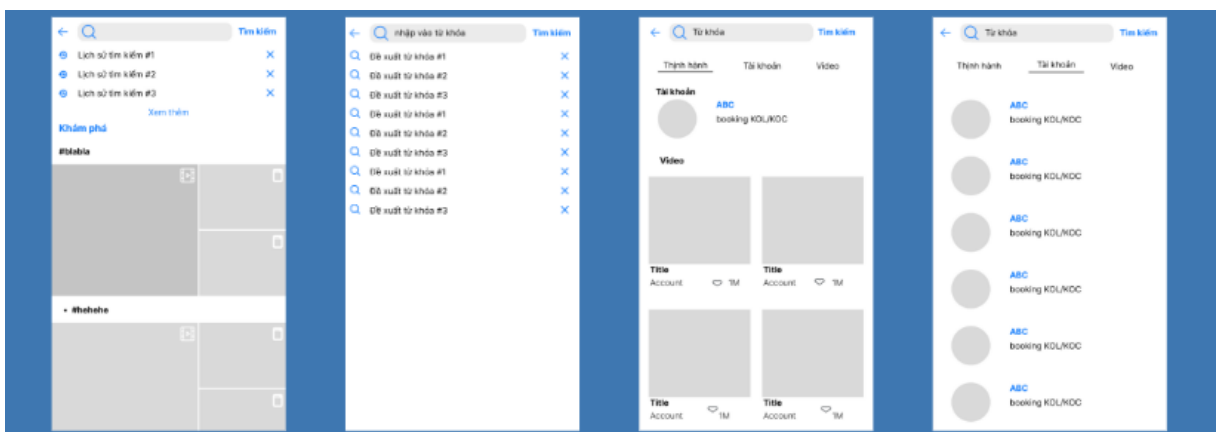 Tìm kiếm
Lịch sử tìm kiếm #1
Lịch sử tìm kiếm #2
Lịch sử tìm kiếm #3
Xem thêm
Khám phá
#blabla
• #hehehe
nhập vào từ khóa Tìm kiếm
Đề xuất từ khóa #1
Đề xuất từ khóa #2
Đề xuất từ khóa #3
Đề xuất từ khóa #1
Đề xuất từ khóa #2
Đề xuất từ khóa #3
Đề xuất từ khóa #1
Đề xuất từ khóa #2
Đề xuất từ khóa #3
Từ khóa Tìm kiếm
Thịnh hành Tài khoản Video
Tài khoản
ABC
booking KOL/KOC
Video
Title Title
Account 1M Account 1M
Title Title
Account 1M Account 1M
Từ khóa Tìm kiếm
Thịnh hành Tài khoản Video
ABC
booking KOL/KOC
ABC
booking KOL/KOC
ABC
booking KOL/KOC
ABC
booking KOL/KOC
ABC
booking KOL/KOC
ABC
booking KOL/KOC